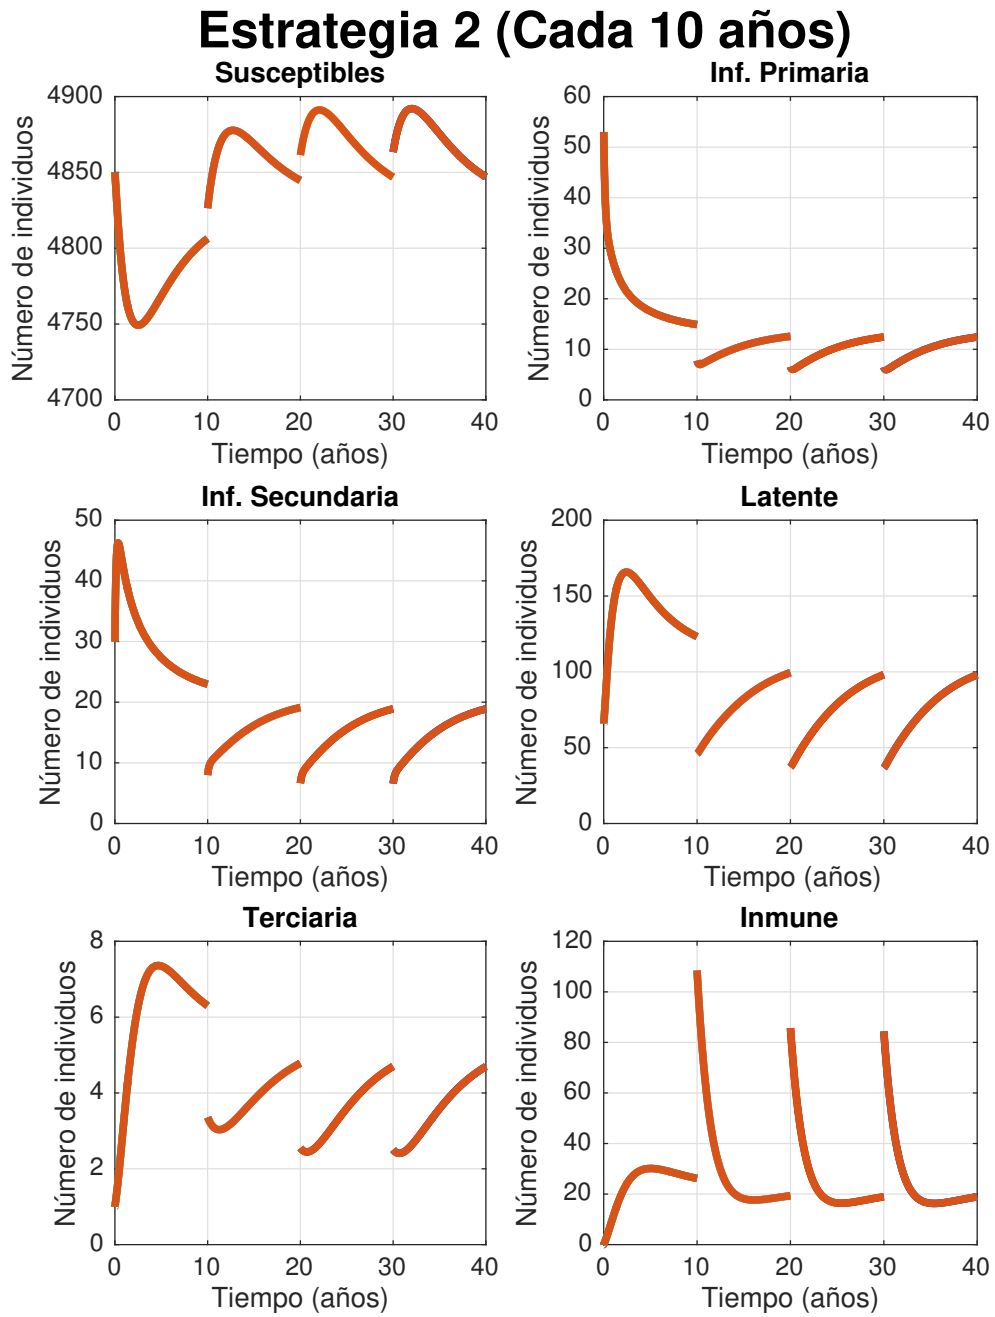 Estrategia 2 (Cada 10 años)
Susceptibles
Número de individuos
4900
4850
4800
4750
4700
0 10 20 30 40
Tiempo (años)
Inf. Primaria
Número de individuos
60
50
40
30
20
10
0
0 10 20 30 40
Tiempo (años)
Inf. Secundaria
Número de individuos
50
40
30
20
10
0
0 10 20 30 40
Tiempo (años)
Latente
Número de individuos
200
150
100
50
0
0 10 20 30 40
Tiempo (años)
Terciaria
Número de individuos
8
6
4
2
0
0 10 20 30 40
Tiempo (años)
Inmune
Número de individuos
120
100
80
60
40
20
0
0 10 20 30 40
Tiempo (años)